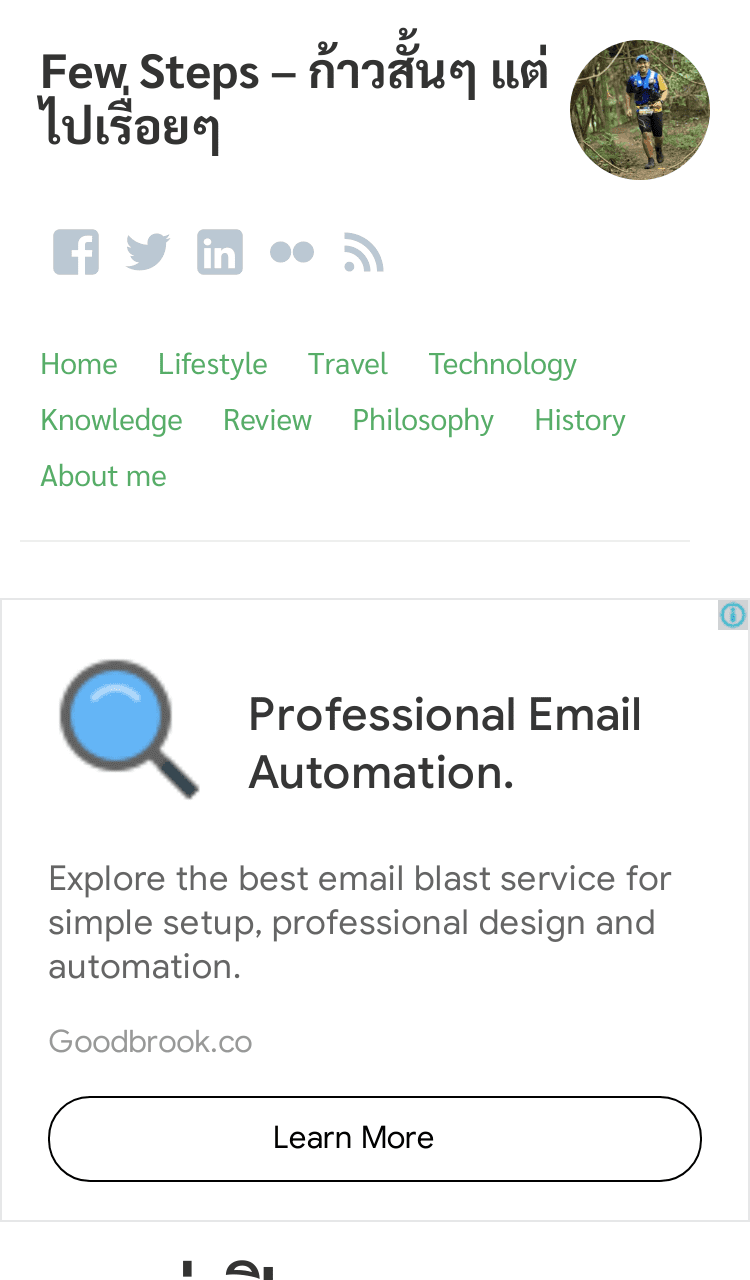 Few Steps – ก้าวสั้นๆ แต่
ไปเรื่อยๆ
Home Lifestyle Travel Technology
Knowledge Review Philosophy History
About me
Professional Email
Automation.
Explore the best email blast service for
simple setup, professional design and
automation.
Goodbrook.co
Learn More